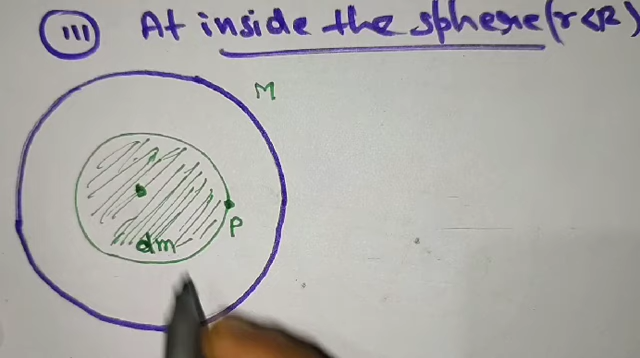 (iii) At inside the sphere (r<R)
M
P
dm